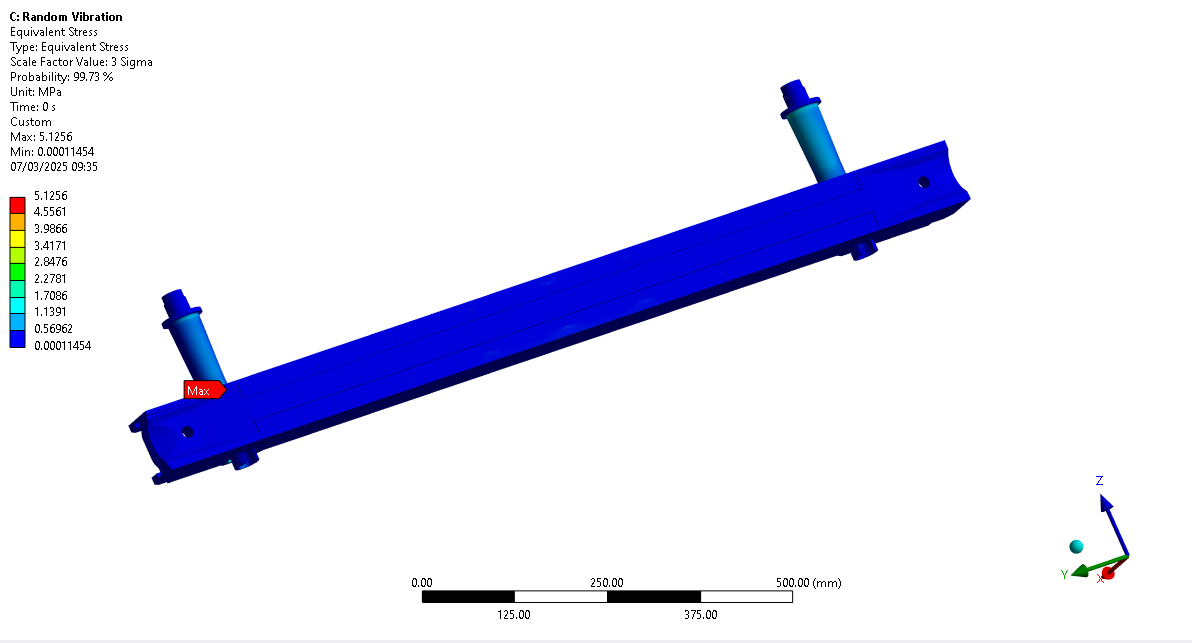 C: Random Vibration
Equivalent Stress
Type: Equivalent Stress
Scale Factor Value: 3 Sigma
Probability: 99.73 %
Unit: MPa
Time: 0 s
Custom
Max: 5.1256
Min: 0.00011454
07/03/2025 09:35
5.1256
4.5561
3.9866
3.4171
2.8476
2.2781
1.7086
1.1391
0.56962
0.00011454
Max
Z
Y
X
0.00 250.00 500.00 (mm)
125.00 375.00